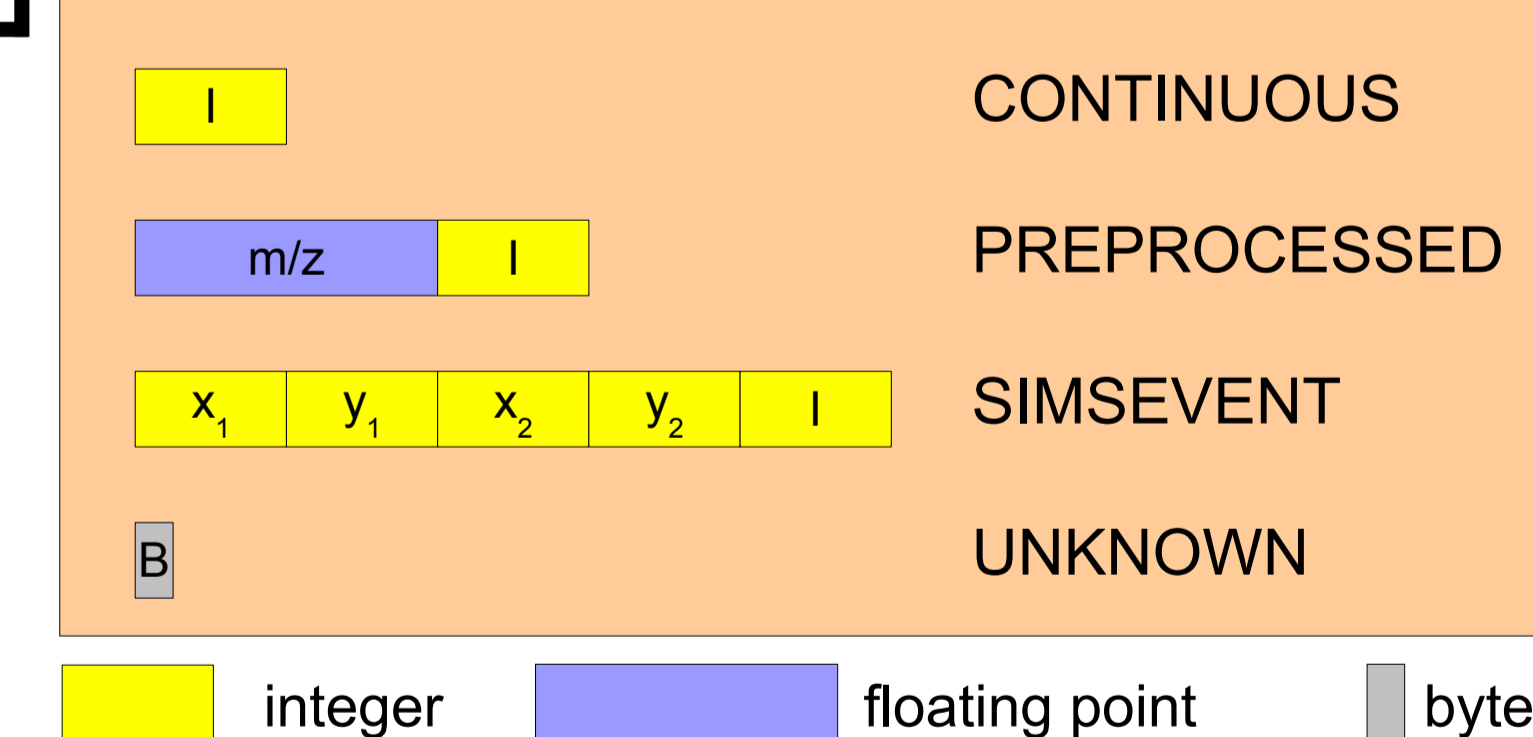 I CONTINUOUS
m/z I PREPROCESSED
x₁ y₁ x₂ y₂ I SIMSEVENT
B UNKNOWN
integer floating point byte